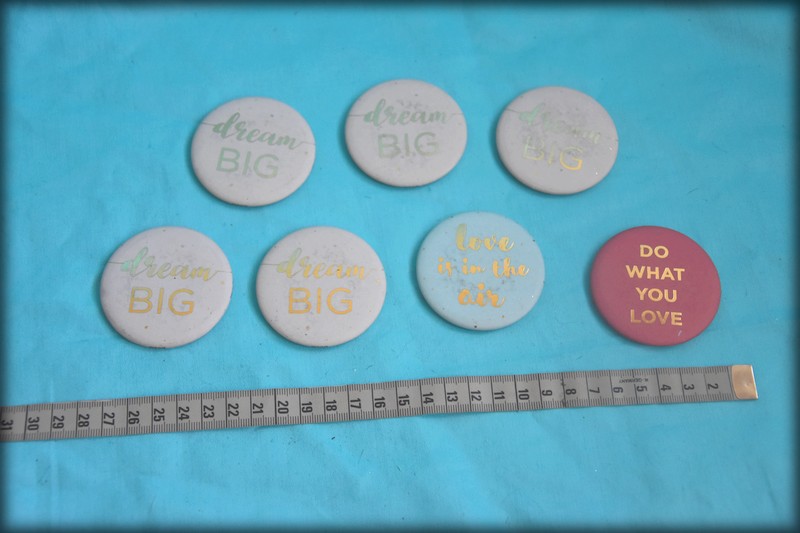 dream
BIG
dream
BIG
dream
BIG
dream
BIG
dream
BIG
love
is in the
air
DO
WHAT
YOU
LOVE
31 30 29 28 27 26 25 24 23 22 21 20 19 18 17 16 15 14 13 12 11 10 9 8 7 6 5 4 3 2